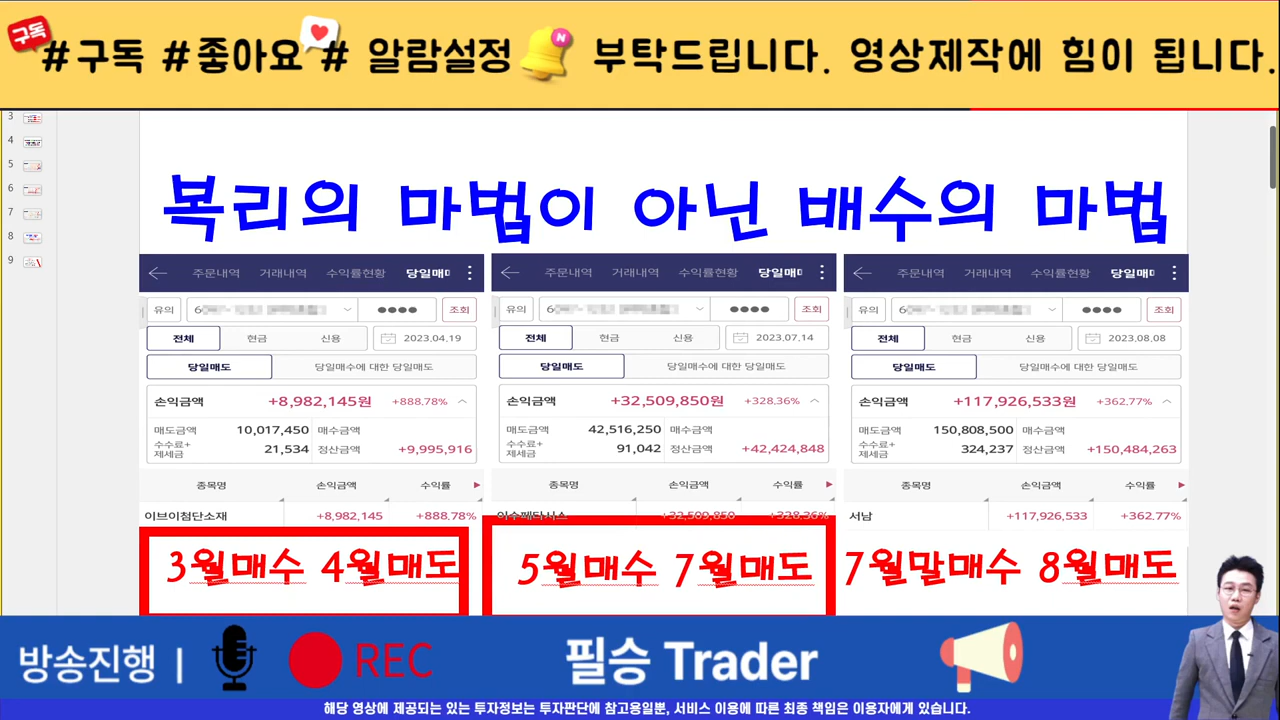 구독
#구독 #좋아요 # 알람설정 N 부탁드립니다. 영상제작에 힘이 됩니다.
3
4
5
6
7
8
9
복리의 마법이 아닌 배수의 마법
주문내역 거래내역 수익률현황 당일매
유의 6 ●●●● 조회
전체 현금 신용 2023.04.19
당일매도 당일매수에 대한 당일매도
손익금액 +8,982,145원 +888.78%
매도금액 10,017,450 매수금액
수수료+
제세금 21,534 정산금액 +9,995,916
종목명 손익금액 수익률
이브이첨단소재 +8,982,145 +888.78%
3월매수 4월매도
주문내역 거래내역 수익률현황 당일매
유의 6 ●●●● 조회
전체 현금 신용 2023.07.14
당일매도 당일매수에 대한 당일매도
손익금액 +32,509,850원 +328.36%
매도금액 42,516,250 매수금액
수수료+
제세금 91,042 정산금액 +42,424,848
종목명 손익금액 수익률
이수페타시스 +32,509,850 +328.36%
5월매수 7월매도
주문내역 거래내역 수익률현황 당일매
유의 6 ●●●● 조회
전체 현금 신용 2023.08.08
당일매도 당일매수에 대한 당일매도
손익금액 +117,926,533원 +362.77%
매도금액 150,808,500 매수금액
수수료+
제세금 324,237 정산금액 +150,484,263
종목명 손익금액 수익률
서남 +117,926,533 +362.77%
7월말매수 8월매도
방송진행 | REC 필승 Trader
해당 영상에 제공되는 있는 투자정보는 투자판단에 참고용일뿐, 서비스 이용에 따른 최종 책임은 이용자에게 있습니다.